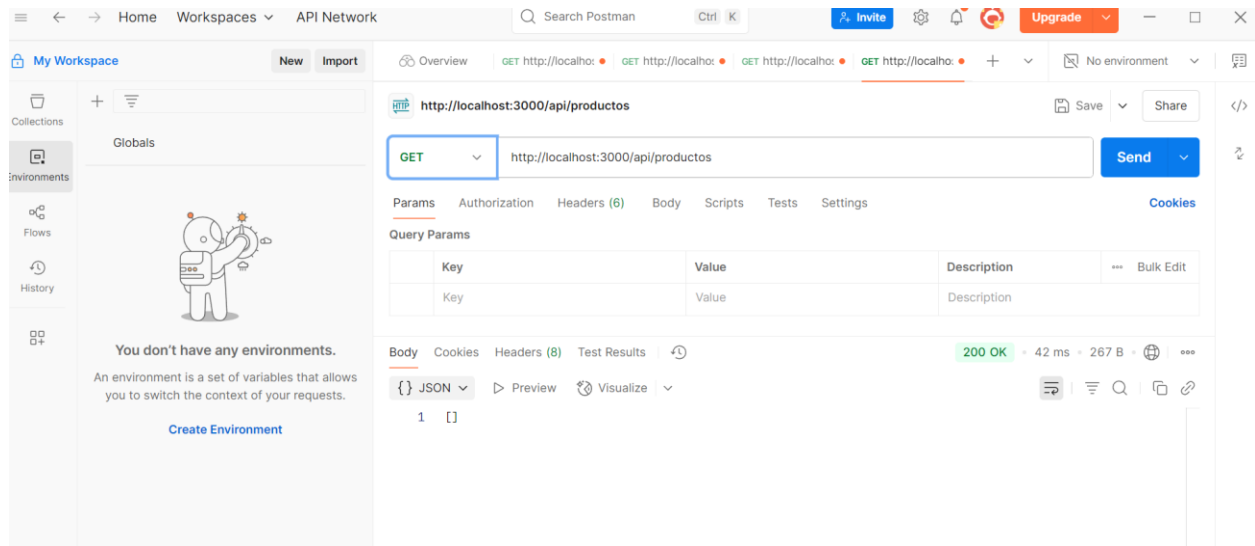 Home Workspaces API Network Search Postman Ctrl K Invite Upgrade
My Workspace New Import Overview GET http://localho: GET http://localho: GET http://localho: GET http://localho: No environment
Collections
Environments
Flows
History
Globals
You don't have any environments.
An environment is a set of variables that allows
you to switch the context of your requests.
Create Environment
HTTP http://localhost:3000/api/productos Save Share
GET http://localhost:3000/api/productos Send
Params Authorization Headers (6) Body Scripts Tests Settings Cookies
Query Params
Key Value Description Bulk Edit
Key Value Description
Body Cookies Headers (8) Test Results 200 OK 42 ms 267 B
{} JSON Preview Visualize
1 []